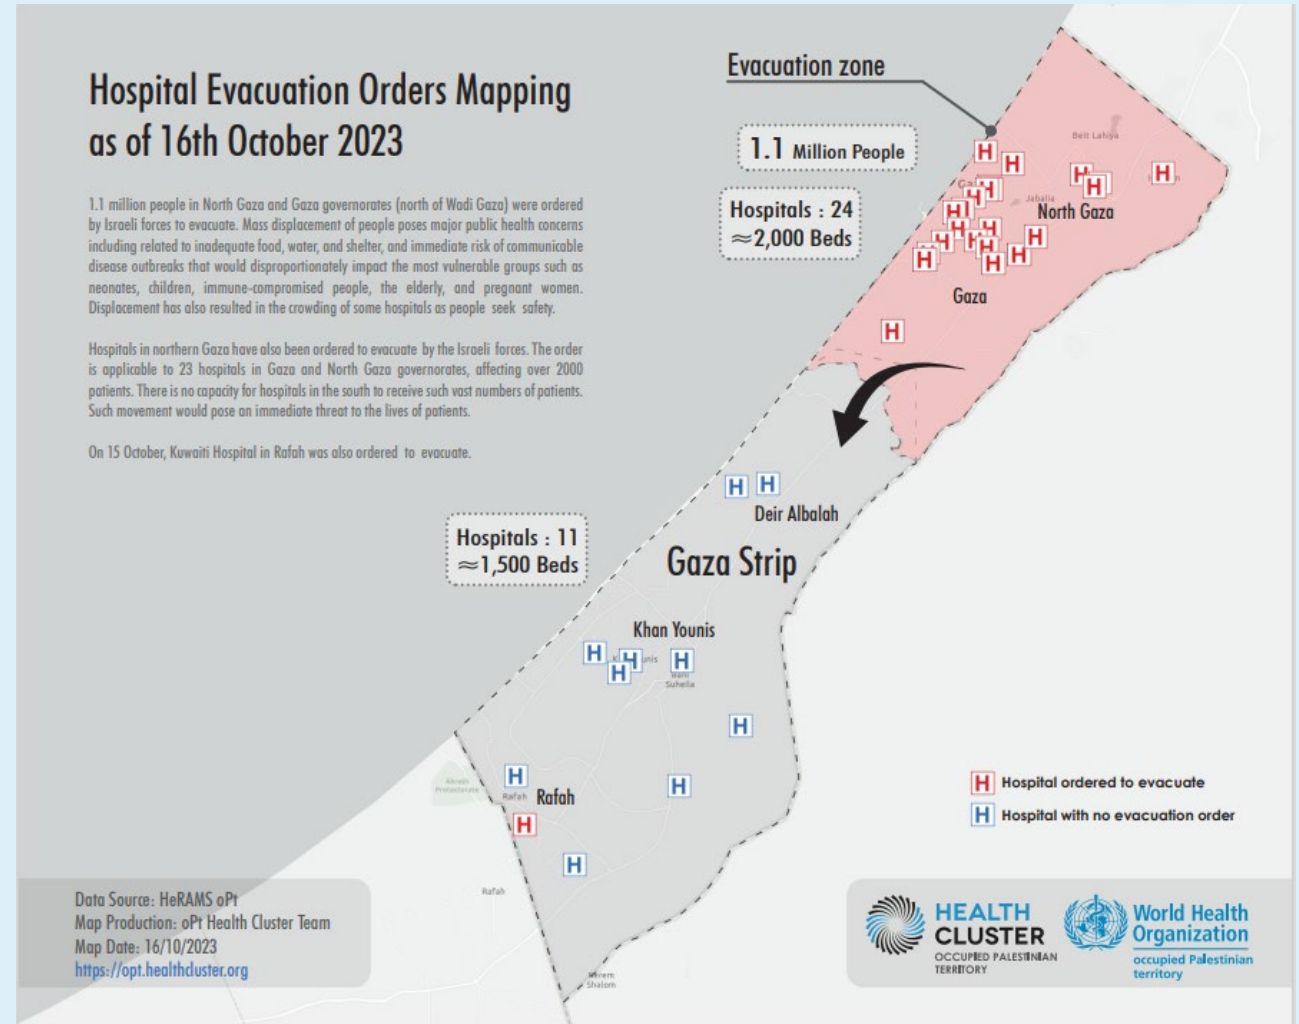 Hospital Evacuation Orders Mapping
as of 16th October 2023
1.1 million people in North Gaza and Gaza governorates (north of Wadi Gaza) were ordered
by Israeli forces to evacuate. Mass displacement of people poses major public health concerns
including related to inadequate food, water, and shelter, and immediate risk of communicable
disease outbreaks that would disproportionately impact the most vulnerable groups such as
neonates, children, immune-compromised people, the elderly, and pregnant women.
Displacement has also resulted in the crowding of some hospitals as people seek safety.
Hospitals in northern Gaza have also been ordered to evacuate by the Israeli forces. The order
is applicable to 23 hospitals in Gaza and North Gaza governorates, affecting over 2000
patients. There is no capacity for hospitals in the south to receive such vast numbers of patients.
Such movement would pose an immediate threat to the lives of patients.
On 15 October, Kuwaiti Hospital in Rafah was also ordered to evacuate.
Evacuation zone
1.1 Million People
Hospitals : 24
≈2,000 Beds
Beit Lahiya
Jabalia
North Gaza
Gaza
Deir Albalah
Hospitals : 11
≈1,500 Beds
Gaza Strip
Khan Younis
Bani
Suheila
Rafah
Rafah
Rafah
Kerem
Shalom
H Hospital ordered to evacuate
H Hospital with no evacuation order
Data Source: HeRAMS oPt
Map Production: oPt Health Cluster Team
Map Date: 16/10/2023
https://opt.healthcluster.org
HEALTH
CLUSTER
OCCUPIED PALESTINIAN
TERRITORY
World Health
Organization
occupied Palestinian
territory